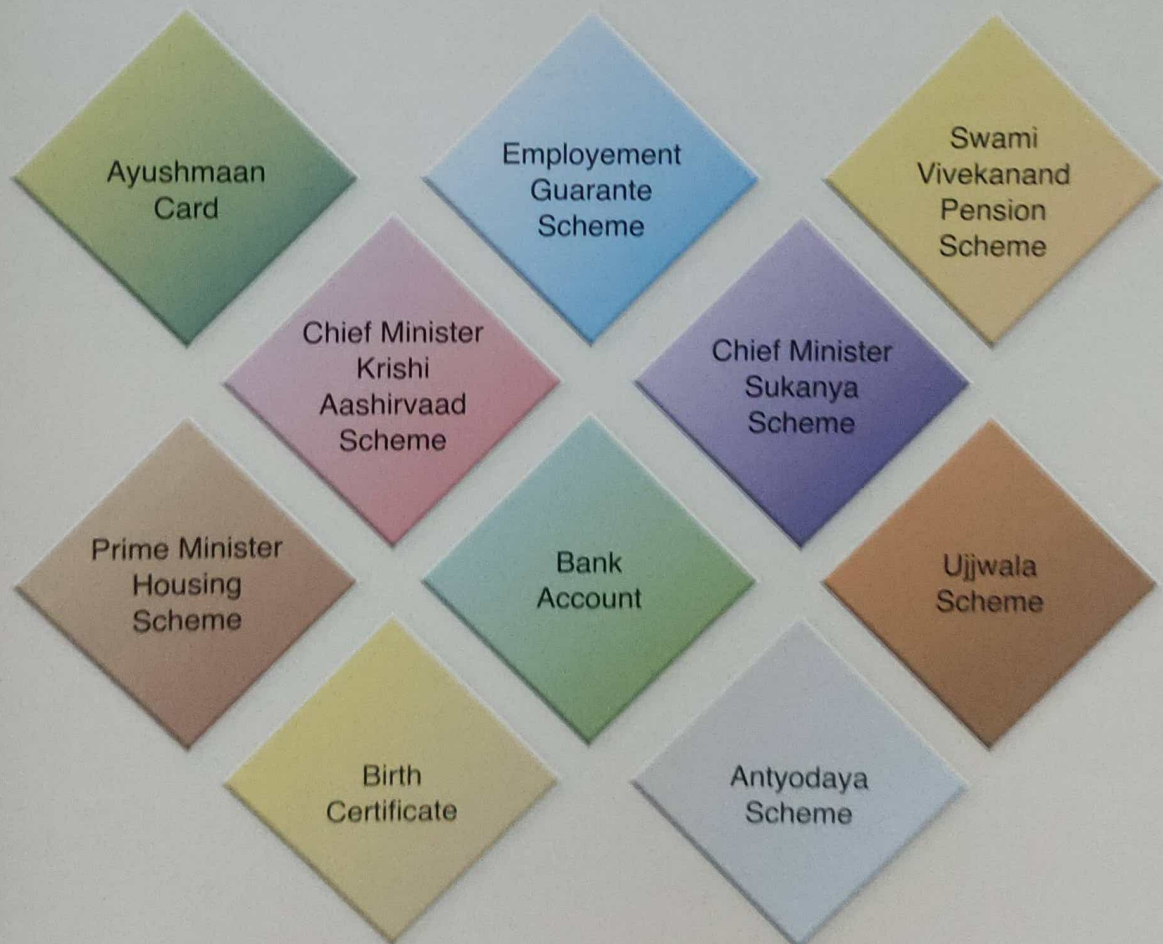 Ayushmaan
Card
Employement
Guarante
Scheme
Swami
Vivekanand
Pension
Scheme
Chief Minister
Krishi
Aashirvaad
Scheme
Chief Minister
Sukanya
Scheme
Prime Minister
Housing
Scheme
Bank
Account
Ujjwala
Scheme
Birth
Certificate
Antyodaya
Scheme